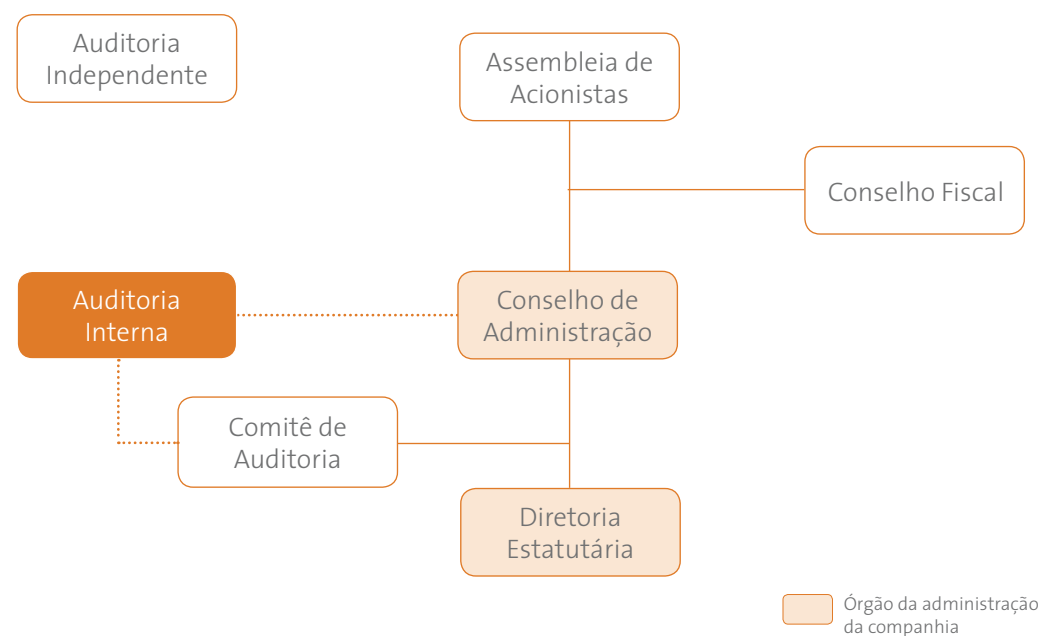 Auditoria
Independente
Assembleia de
Acionistas
Conselho Fiscal
Auditoria
Interna
Conselho de
Administração
Comitê de
Auditoria
Diretoria
Estatutária
Órgão da administração
da companhia